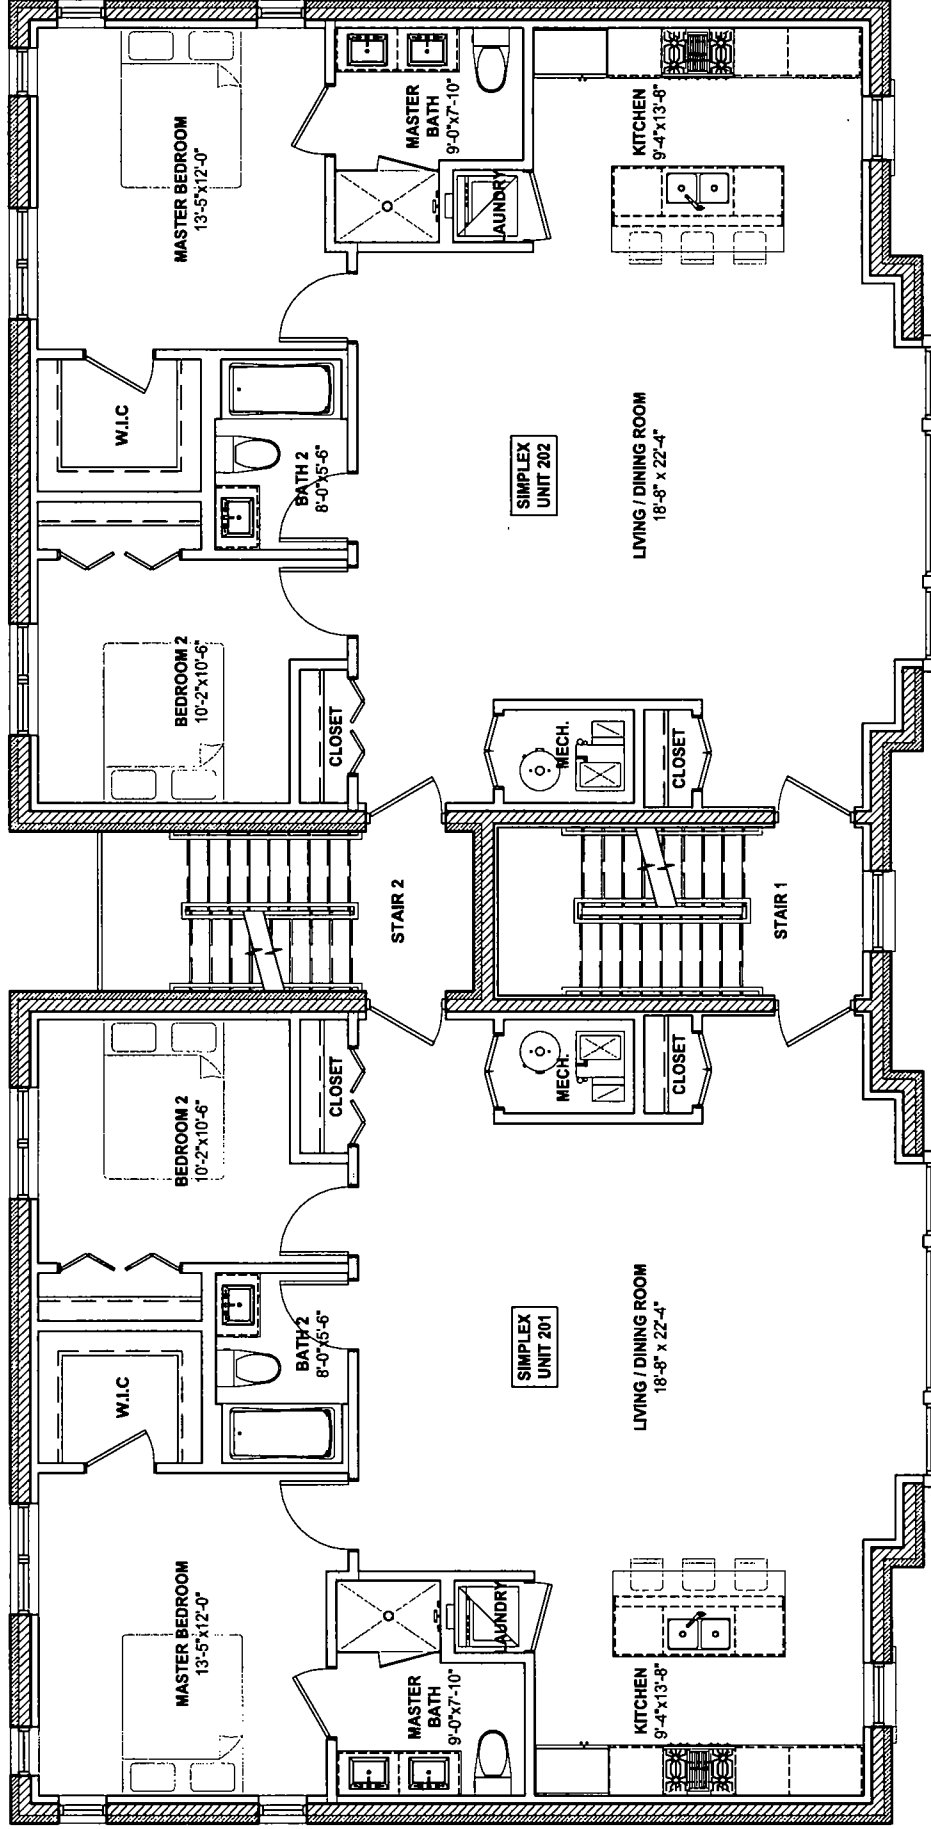 MASTER BEDROOM
13'-5"x12'-0"
W.I.C
BEDROOM 2
10'-2"x10'-6"
BATH 2
8'-0"x5'-6"
MASTER
BATH
9'-0"x7'-10"
LAUNDRY
CLOSET
KITCHEN
9'-4"x13'-8"
SIMPLEX
UNIT 201
LIVING / DINING ROOM
18'-8" x 22'-4"
MECH.
CLOSET
STAIR 2
STAIR 1
BEDROOM 2
10'-2"x10'-6"
CLOSET
MECH.
CLOSET
BATH 2
8'-0"x5'-6"
W.I.C
SIMPLEX
UNIT 202
LIVING / DINING ROOM
18'-8" x 22'-4"
MASTER BEDROOM
13'-5"x12'-0"
MASTER
BATH
9'-0"x7'-10"
LAUNDRY
KITCHEN
9'-4"x13'-8"